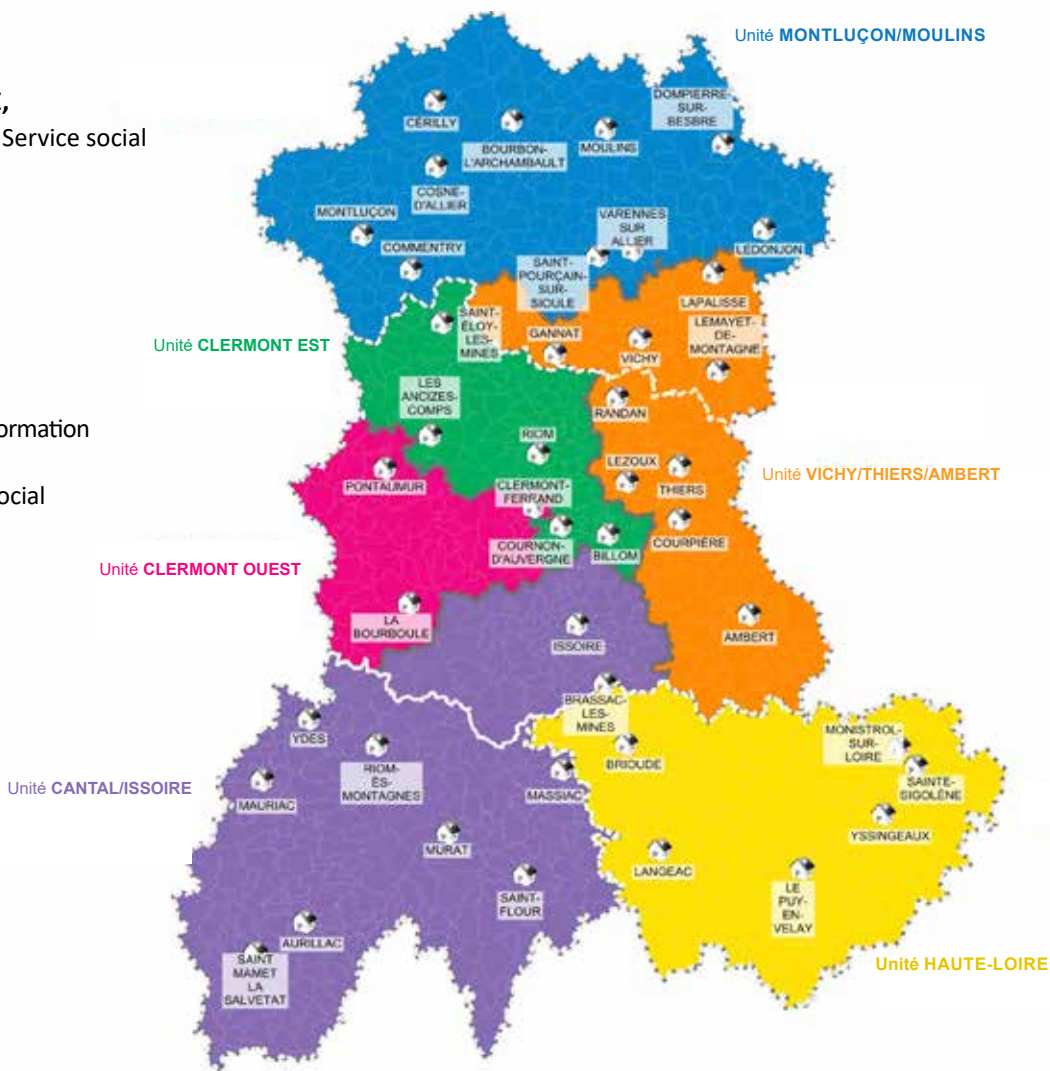 Unité MONTLUÇON/MOULINS
Service social
DOMPIERRE-
SUR-
BESBRE
CÉRILLY
BOURBON-
L'ARCHAMBAULT
MOULINS
COSNE-
D'ALLIER
MONTLUÇON
COMMENTRY
VARENNES
SUR
ALLIER
LEDONJON
SAINT-
POURÇAIN-
SUR-
SIOULE
LAPALISSE
Unité CLERMONT EST
SAINT-
ÉLOY-
LES-
MINES
GANNAT
VICHY
LEMAYET-
DE-
MONTAGNE
LES
ANCIZES-
COMPS
RANDAN
ormation
RIOM
LEZOUX
THIERS
Unité VICHY/THIERS/AMBERT
ocial
PONTAUMUR
CLERMONT-
FERRAND
COURNON-
D'AUVERGNE
BILLOM
COURPIÈRE
Unité CLERMONT OUEST
LA
BOURBOULE
ISSOIRE
AMBERT
BRASSAC-
LES-
MINES
YDES
RIOM-
ÈS-
MONTAGNES
BRIOUDE
MONISTROL-
SUR-
LOIRE
SAINTE-
SIGOLÈNE
Unité CANTAL/ISSOIRE
MAURIAC
MASSIAC
YSSINGEAUX
MURAT
LANGEAC
SAINT-
FLOUR
LE
PUY-
EN-
VELAY
AURILLAC
SAINT
MAMET
LA
SALVETAT
Unité HAUTE-LOIRE